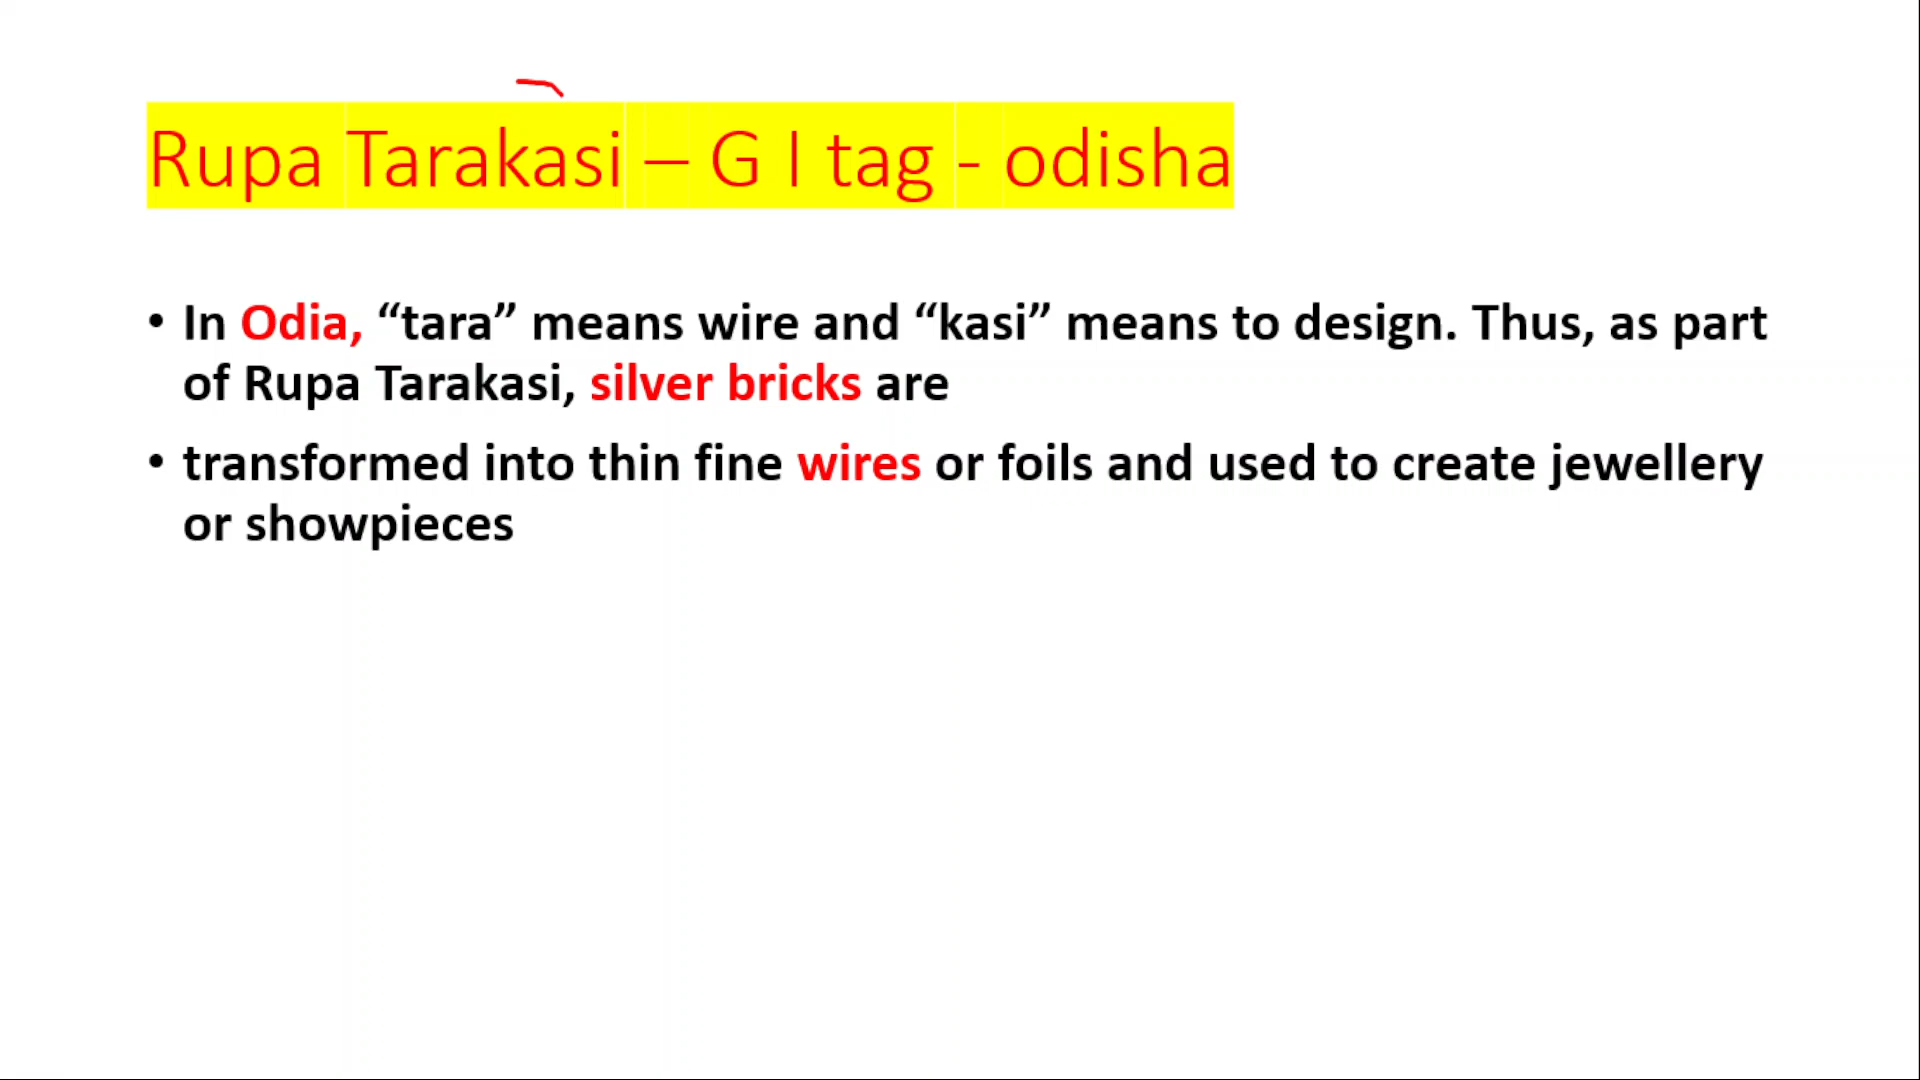 Rupa Tarakasi – G I tag - odisha
• In Odia, “tara” means wire and “kasi” means to design. Thus, as part
of Rupa Tarakasi, silver bricks are
• transformed into thin fine wires or foils and used to create jewellery
or showpieces